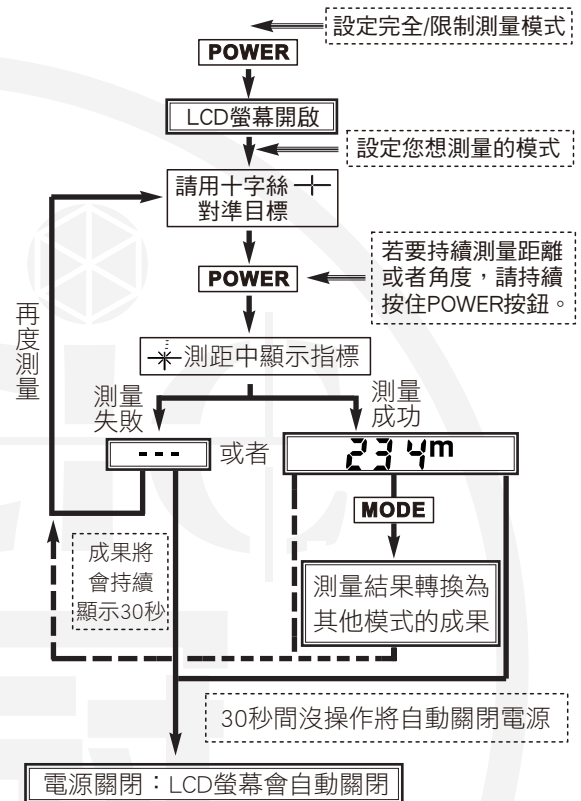 設定完全/限制測量模式
POWER
LCD螢幕開啟
設定您想測量的模式
請用十字絲
對準目標
POWER
若要持續測量距離
或者角度，請持續
按住POWER按鈕。
再度測量
測距中顯示指標
測量
失敗
測量
成功
---
或者
234m
MODE
成果將
會持續
顯示30秒
測量結果轉換為
其他模式的成果
30秒間沒操作將自動關閉電源
電源關閉：LCD螢幕會自動關閉